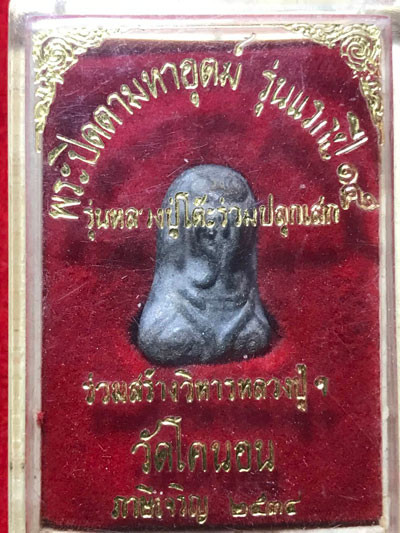 พระปิดตามหาอุตม์ รุ่นแรก ปี
รุ่นหลวงปู่โต๊ะร่วมปลุกเสก
ร่วมสร้างวิหารหลวงปู่ ๆ
วัดโคนอน
ภาษีเจริญ ๒๕๓๔